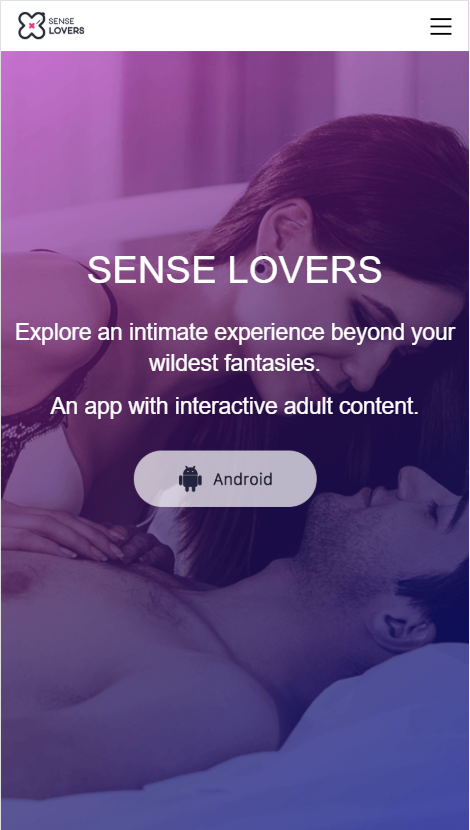 SENSE
LOVERS
SENSE LOVERS
Explore an intimate experience beyond your
wildest fantasies.
An app with interactive adult content.
Android